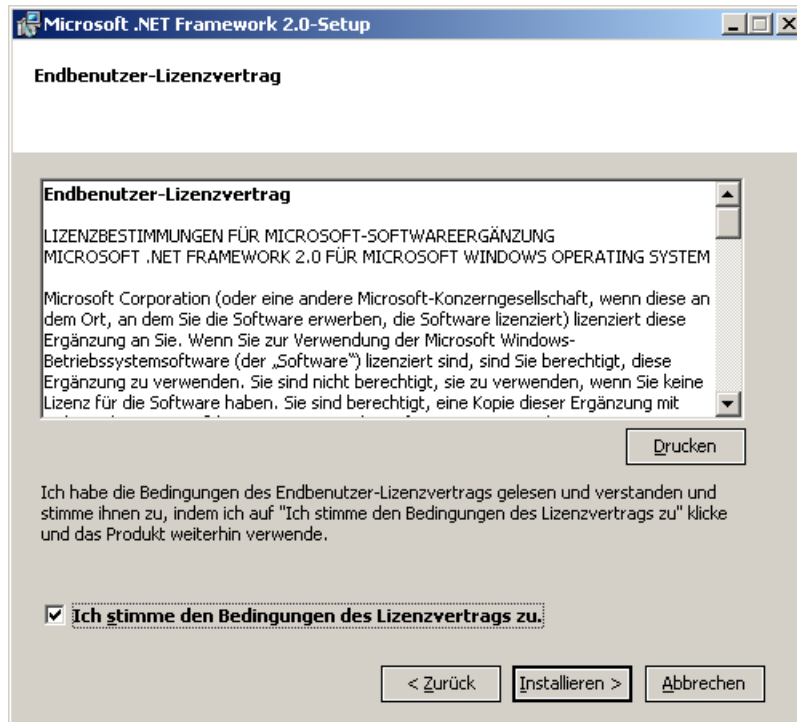 Microsoft .NET Framework 2.0-Setup
Endbenutzer-Lizenzvertrag
Endbenutzer-Lizenzvertrag
LIZENZBESTIMMUNGEN FÜR MICROSOFT-SOFTWAREERGÄNZUNG
MICROSOFT .NET FRAMEWORK 2.0 FÜR MICROSOFT WINDOWS OPERATING SYSTEM
Microsoft Corporation (oder eine andere Microsoft-Konzerngesellschaft, wenn diese an
dem Ort, an dem Sie die Software erwerben, die Software lizenziert) lizenziert diese
Ergänzung an Sie. Wenn Sie zur Verwendung der Microsoft Windows-
Betriebssystemsoftware (der „Software“) lizenziert sind, sind Sie berechtigt, diese
Ergänzung zu verwenden. Sie sind nicht berechtigt, sie zu verwenden, wenn Sie keine
Lizenz für die Software haben. Sie sind berechtigt, eine Kopie dieser Ergänzung mit
Drucken
Ich habe die Bedingungen des Endbenutzer-Lizenzvertrags gelesen und verstanden und
stimme ihnen zu, indem ich auf "Ich stimme den Bedingungen des Lizenzvertrags zu" klicke
und das Produkt weiterhin verwende.
Ich stimme den Bedingungen des Lizenzvertrags zu.
< Zurück
Installieren >
Abbrechen